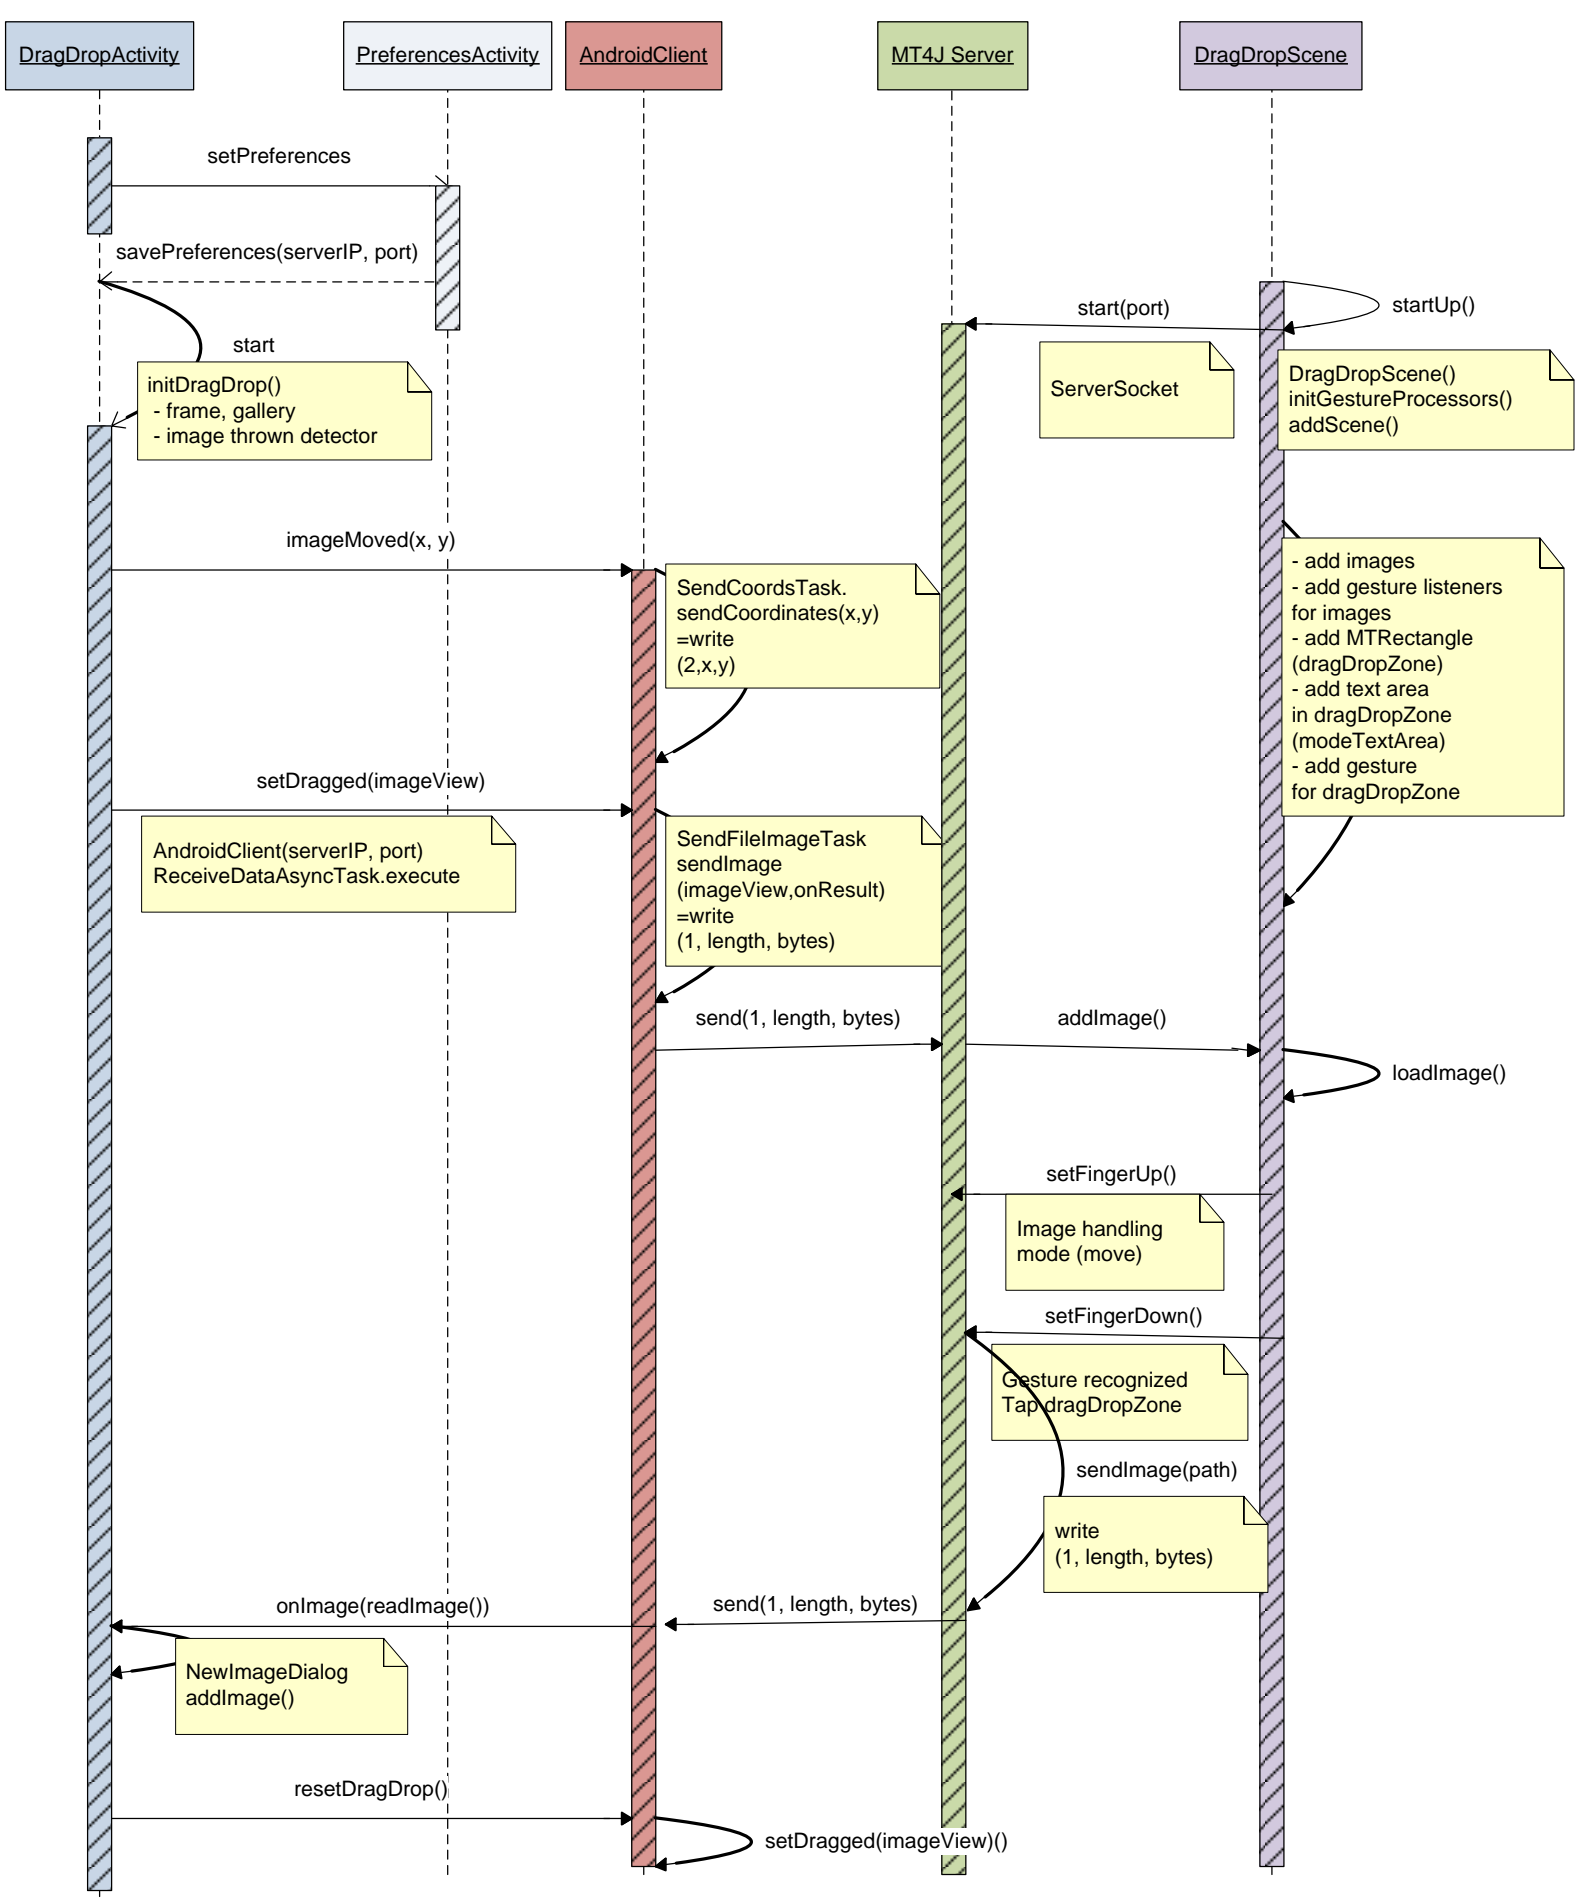 DragDropActivity
PreferencesActivity
AndroidClient
MT4J Server
DragDropScene
setPreferences
savePreferences(serverIP, port)
start(port)
startUp()
start
initDragDrop()
- frame, gallery
- image thrown detector
ServerSocket
DragDropScene()
initGestureProcessors()
addScene()
imageMoved(x, y)
SendCoordsTask.
sendCoordinates(x,y)
=write
(2,x,y)
- add images
- add gesture listeners
for images
- add MTRectangle
(dragDropZone)
- add text area
in dragDropZone
(modeTextArea)
- add gesture
for dragDropZone
setDragged(imageView)
AndroidClient(serverIP, port)
ReceiveDataAsyncTask.execute
SendFileImageTask
sendImage
(imageView,onResult)
=write
(1, length, bytes)
send(1, length, bytes)
addImage()
loadImage()
setFingerUp()
Image handling
mode (move)
setFingerDown()
Gesture recognized
Tap dragDropZone
sendImage(path)
write
(1, length, bytes)
send(1, length, bytes)
onImage(readImage())
NewImageDialog
addImage()
resetDragDrop()
setDragged(imageView)()